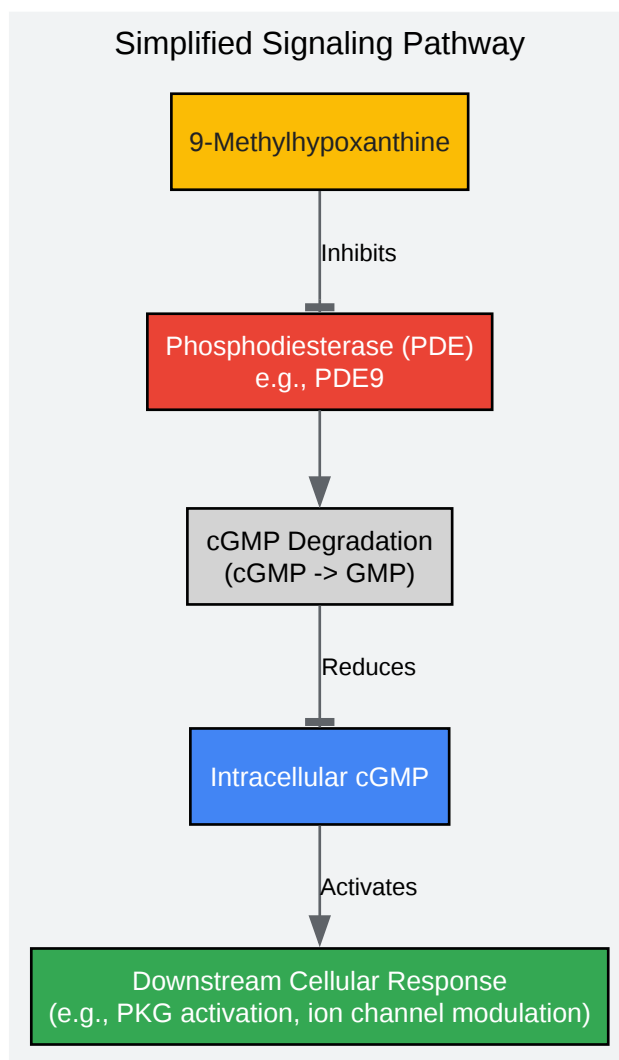 Simplified Signaling Pathway
9-Methylhypoxanthine
Inhibits
Phosphodiesterase (PDE)
e.g., PDE9
cGMP Degradation
(cGMP -> GMP)
Reduces
Intracellular cGMP
Activates
Downstream Cellular Response
(e.g., PKG activation, ion channel modulation)